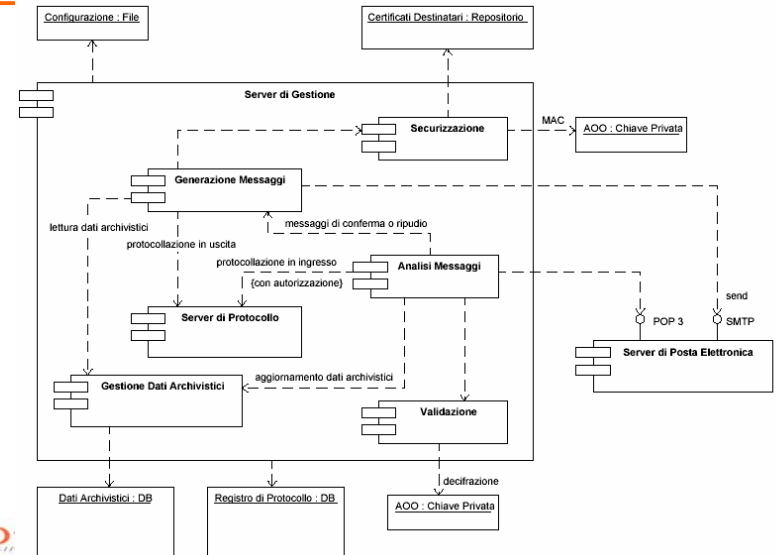 Configurazione : File
Certificati Destinatari : Repositorio
Server di Gestione
Securizzazione
MAC
AOO : Chiave Privata
Generazione Messaggi
lettura dati archivistici
messaggi di conferma o ripudio
protocollazione in uscita
protocollazione in ingresso
Analisi Messaggi
{con autorizzazione}
send
Server di Protocollo
POP 3
SMTP
Server di Posta Elettronica
aggiornamento dati archivistici
Gestione Dati Archivistici
Validazione
decifrazione
Dati Archivistici : DB
Registro di Protocollo : DB
AOO : Chiave Privata